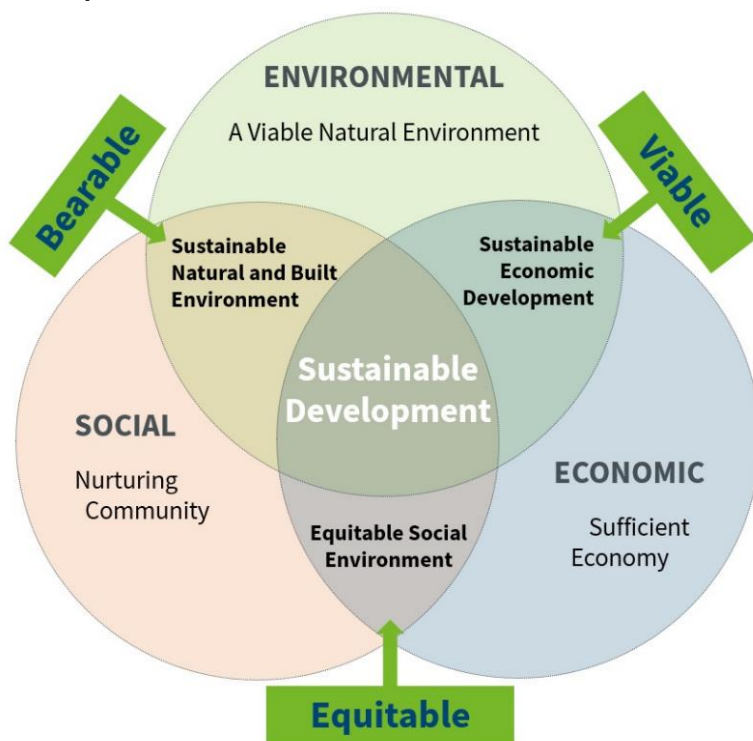 ENVIRONMENTAL
A Viable Natural Environment
Bearable
Viable
Sustainable
Natural and Built
Environment
Sustainable
Economic
Development
Sustainable
Development
SOCIAL
Nurturing
Community
ECONOMIC
Sufficient
Economy
Equitable Social
Environment
Equitable